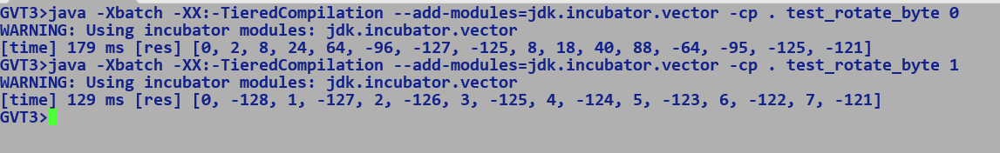 GVT3>java -Xbatch -XX:-TieredCompilation --add-modules=jdk.incubator.vector -cp . test_rotate_byte 0
WARNING: Using incubator modules: jdk.incubator.vector
[time] 179 ms [res] [0, 2, 8, 24, 64, -96, -127, -125, 8, 18, 40, 88, -64, -95, -125, -121]
GVT3>java -Xbatch -XX:-TieredCompilation --add-modules=jdk.incubator.vector -cp . test_rotate_byte 1
WARNING: Using incubator modules: jdk.incubator.vector
[time] 129 ms [res] [0, -128, 1, -127, 2, -126, 3, -125, 4, -124, 5, -123, 6, -122, 7, -121]
GVT3>